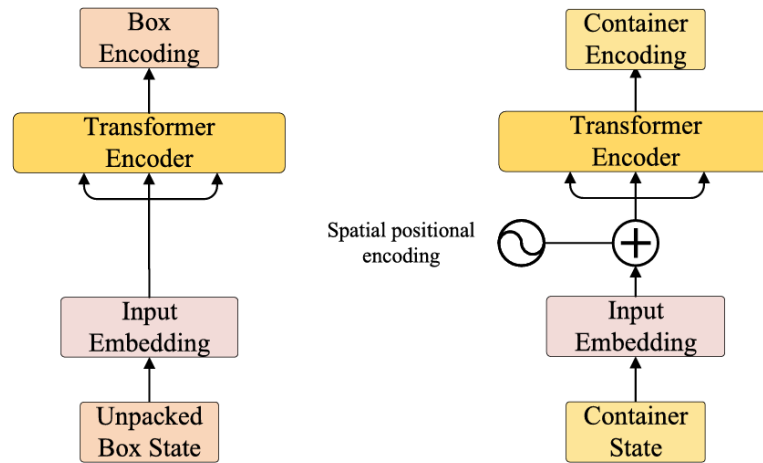 Box
Encoding
Transformer
Encoder
Input
Embedding
Unpacked
Box State
Container
Encoding
Transformer
Encoder
Spatial positional
encoding
Input
Embedding
Container
State